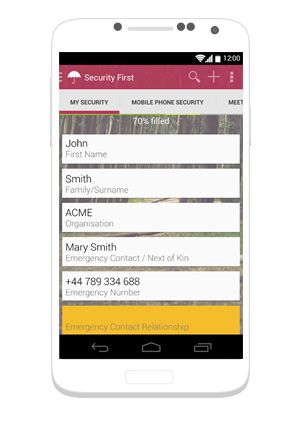 12:00
Security First
MY SECURITY
MOBILE PHONE SECURITY
MEET
70% filled
John
First Name
Smith
Family/Surname
ACME
Organisation
Mary Smith
Emergency Contact / Next of Kin
+44 789 334 688
Emergency Number
Emergency Contact Relationship